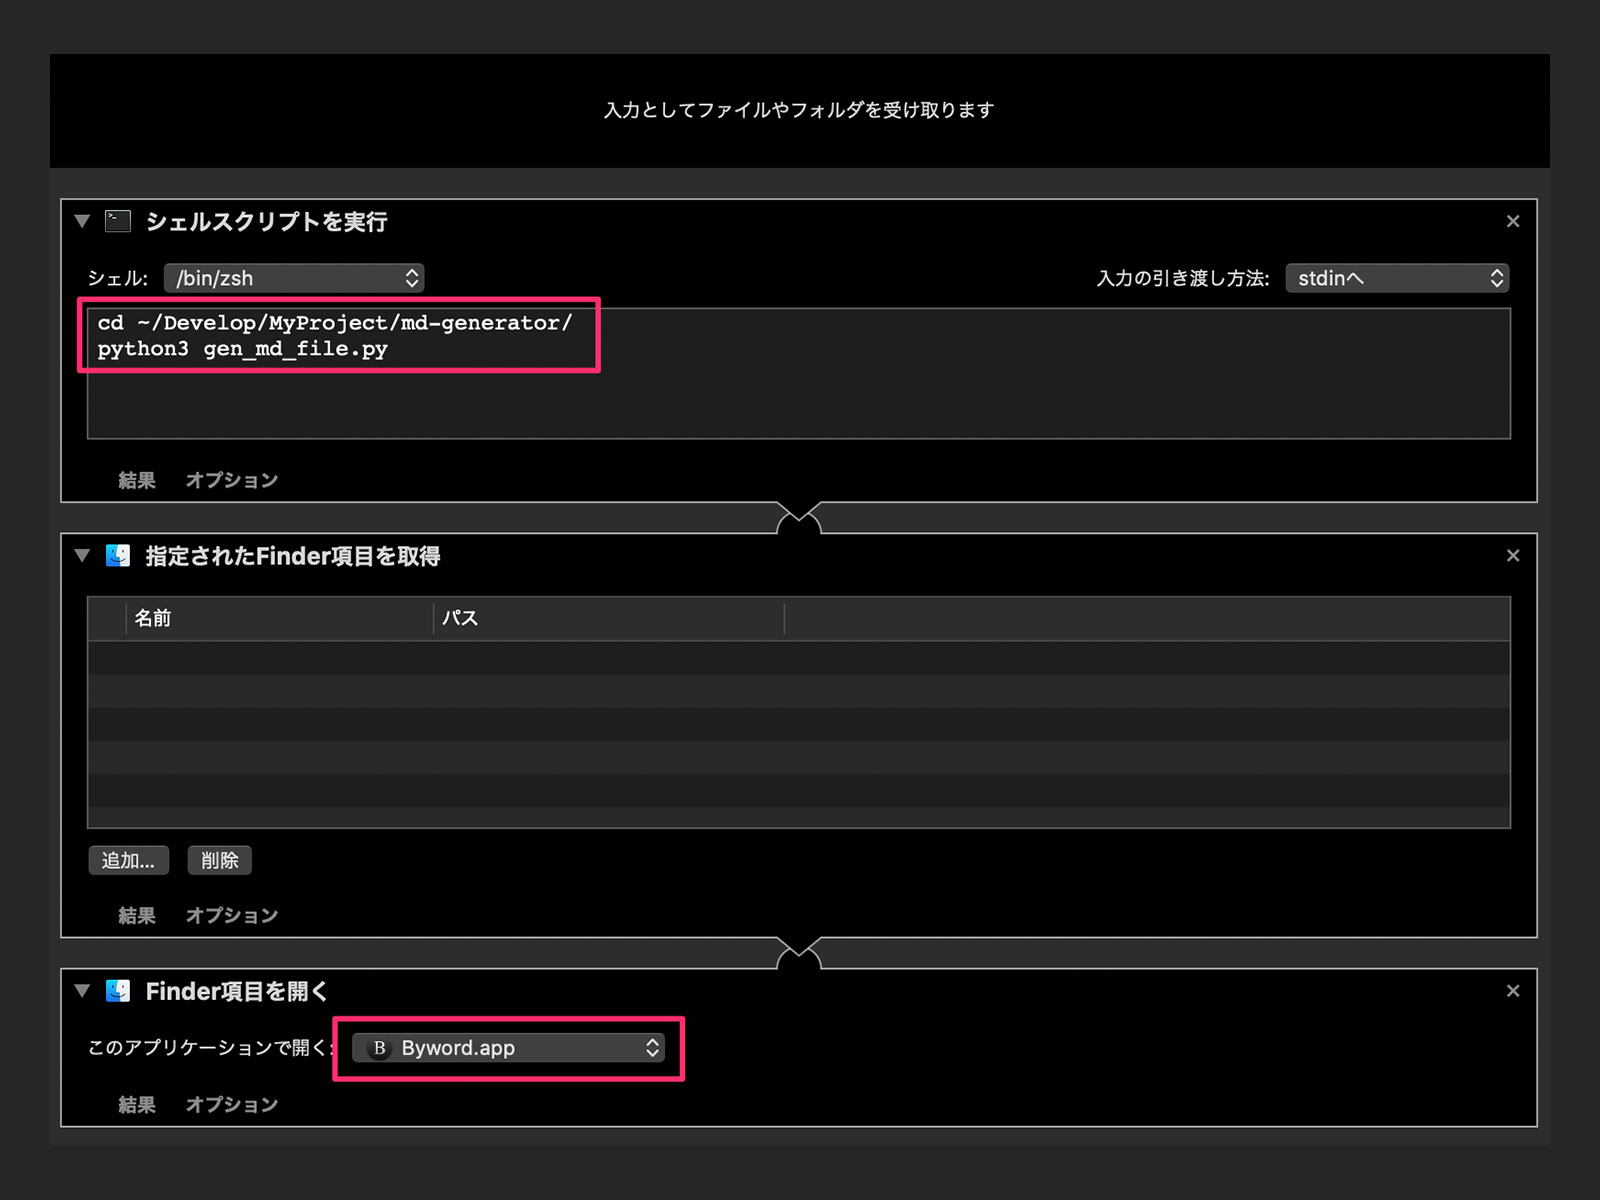 入力としてファイルやフォルダを受け取ります
シェルスクリプトを実行
シェル: /bin/zsh 入力の引き渡し方法: stdinへ
cd ~/Develop/MyProject/md-generator/
python3 gen_md_file.py
結果 オプション
指定されたFinder項目を取得
名前 パス
追加... 削除
結果 オプション
Finder項目を開く
このアプリケーションで開く: B Byword.app
結果 オプション